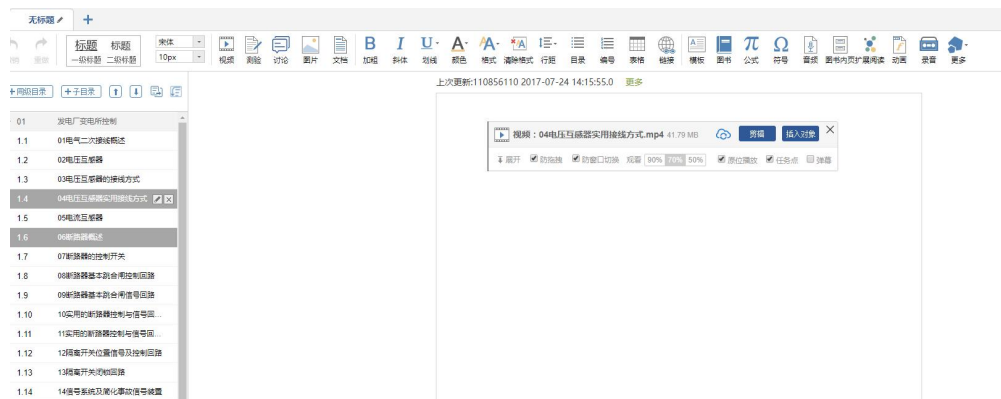 无标题
标题 标题
一级标题 二级标题
宋体
10px
视频 测验 讨论 图片 文档 加粗 斜体 划线 颜色 格式 清除格式 行距 目录 编号 表格 链接 模板 图书 公式 符号 音频 图书内页扩展阅读 动画 录音 更多
上次更新:110856110 2017-07-24 14:15:55.0 更多
+同级目录 +子目录
01 发电厂变电所控制
1.1 01电气二次接线概述
1.2 02电压互感器
1.3 03电压互感器的接线方式
1.4 04电压互感器实用接线方式
1.5 05电流互感器
1.6 06断路器概述
1.7 07断路器的控制开关
1.8 08断路器基本跳合闸控制回路
1.9 09断路器基本跳合闸信号回路
1.10 10实用的断路器控制与信号回...
1.11 11实用的断路器控制与信号回...
1.12 12隔离开关位置信号及控制回路
1.13 13隔离开关闭锁回路
1.14 14信号系统及简化事故信号装置
视频:04电压互感器实用接线方式.mp4 41.79 MB 剪辑 插入对象
展开 防拖拽 防窗口切换 观看 90% 70% 50% 原位播放 任务点 弹幕